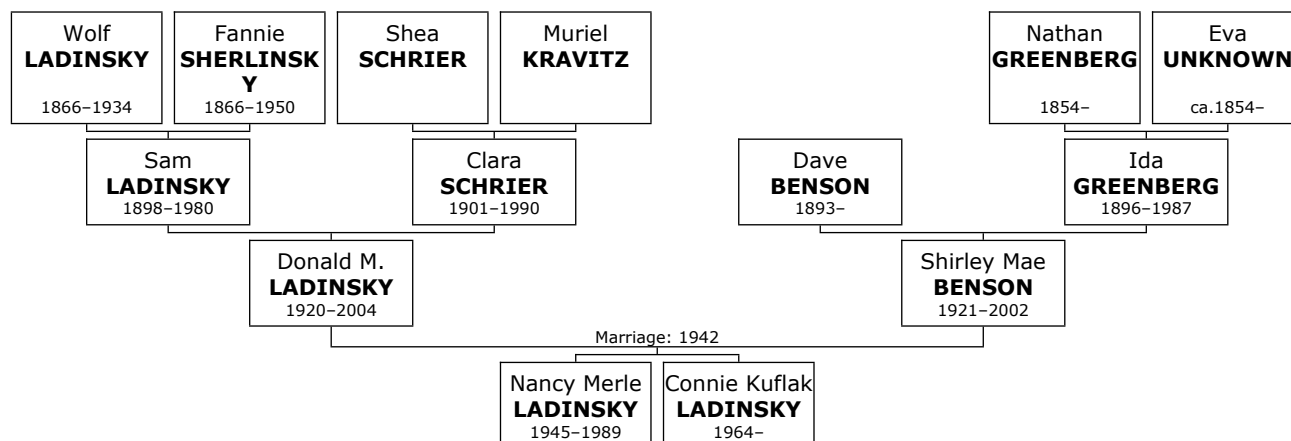 Wolf
LADINSKY
1866–1934
Fannie
SHERLINSK
Y
1866–1950
Shea
SCHRIER
Muriel
KRAVITZ
Nathan
GREENBERG
1854–
Eva
UNKNOWN
ca.1854–
Sam
LADINSKY
1898–1980
Clara
SCHRIER
1901–1990
Dave
BENSON
1893–
Ida
GREENBERG
1896–1987
Donald M.
LADINSKY
1920–2004
Shirley Mae
BENSON
1921–2002
Marriage: 1942
Nancy Merle
LADINSKY
1945–1989
Connie Kuflak
LADINSKY
1964–